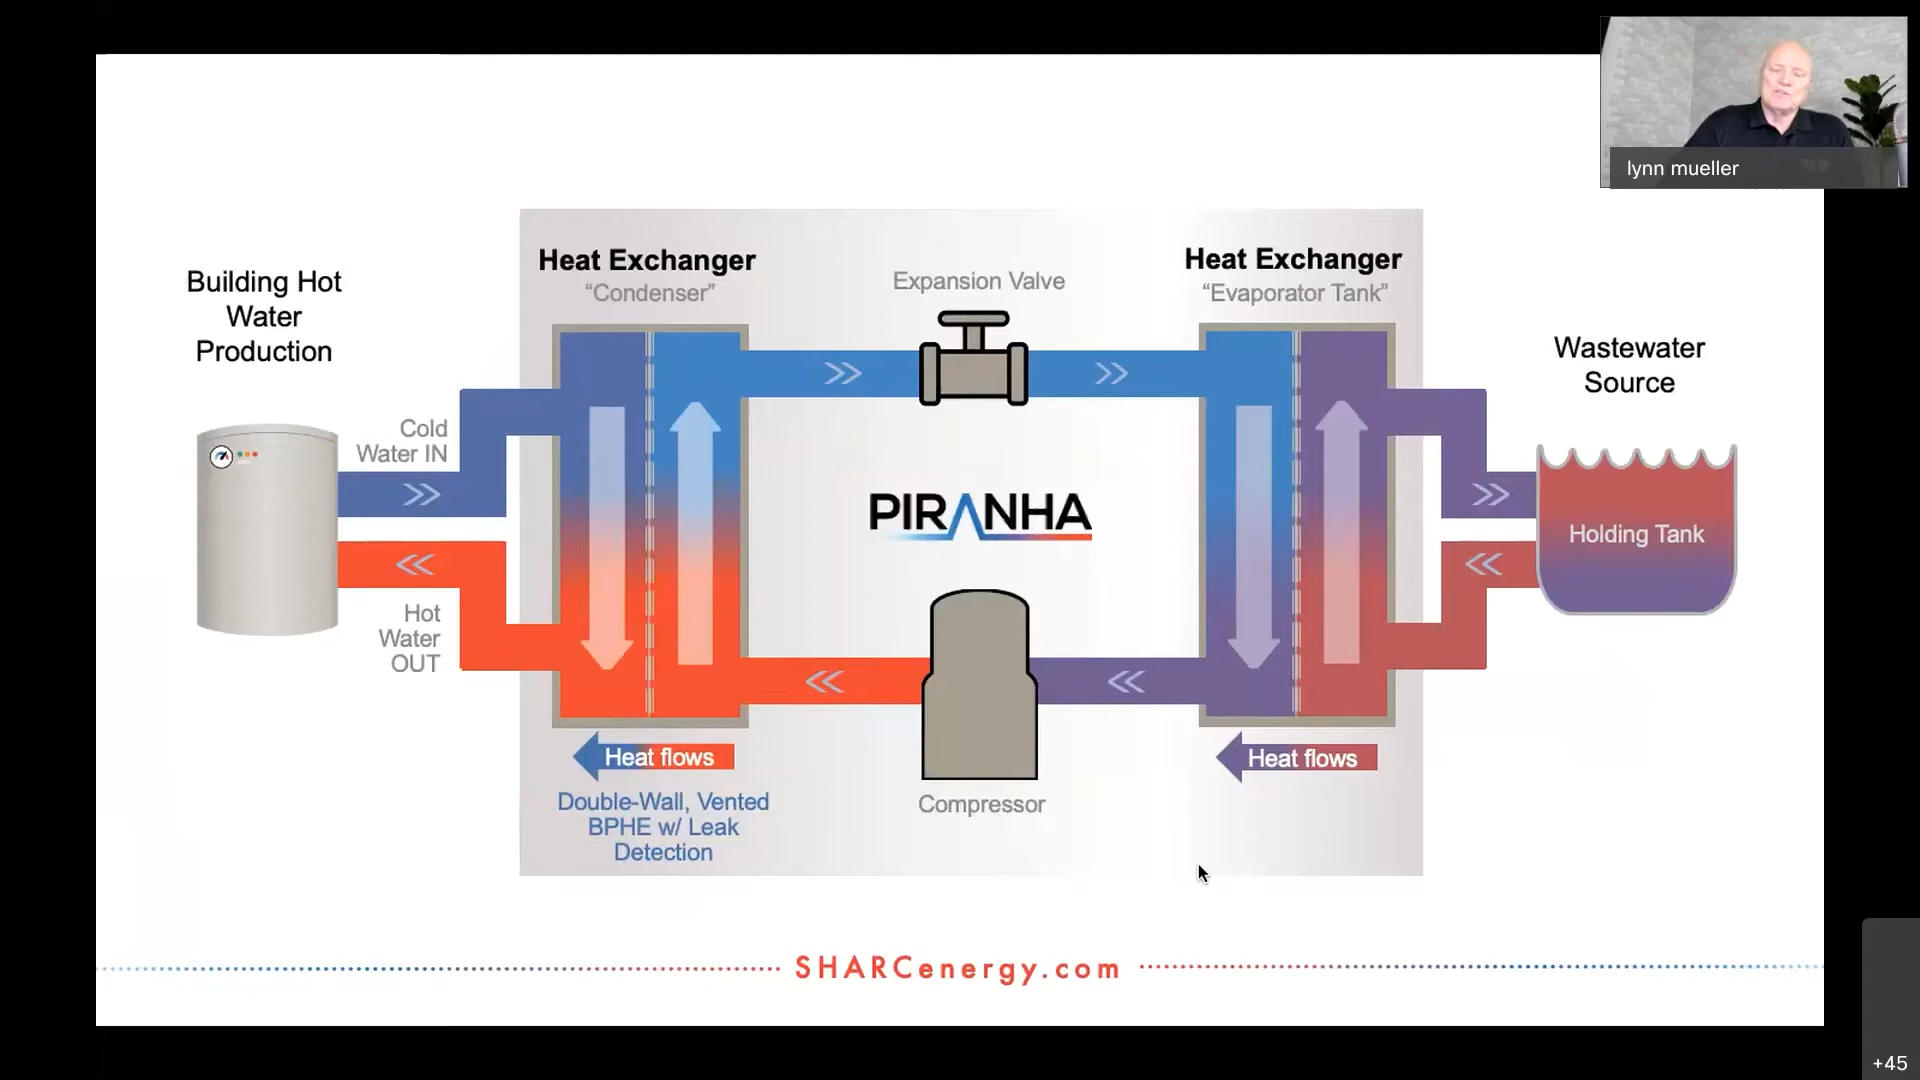 lynn mueller
Building Hot
Water
Production
Heat Exchanger
“Condenser”
Expansion Valve
Heat Exchanger
“Evaporator Tank”
Wastewater
Source
Cold
Water IN
Hot
Water
OUT
PIRANHA
Holding Tank
Heat flows
Double-Wall, Vented
BPHE w/ Leak
Detection
Compressor
Heat flows
SHARCenergy.com
+45